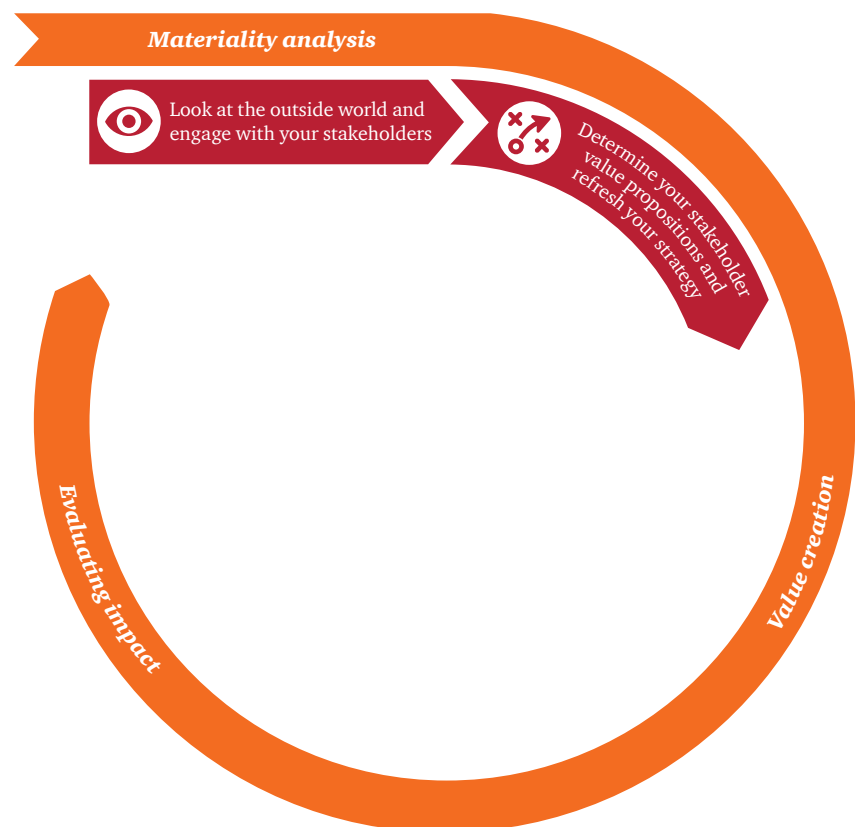 Materiality analysis
Look at the outside world and
engage with your stakeholders
Determine your stakeholder
value propositions and
refresh your strategy
Value creation
Evaluating impact